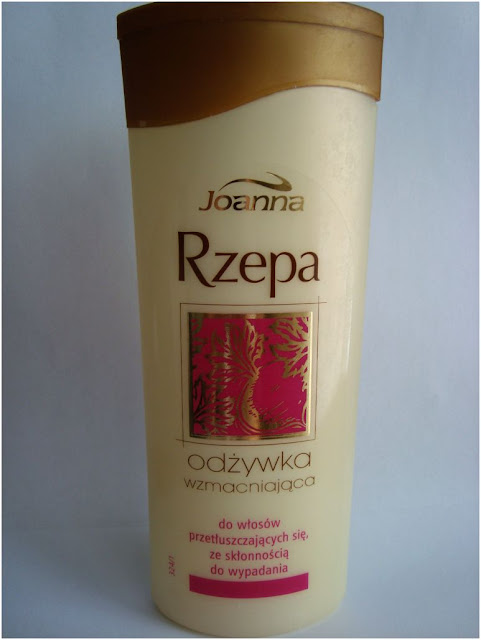 Joanna
Rzepa
odżywka
wzmacniająca
do włosów
przetłuszczających się,
ze skłonnością
do wypadania